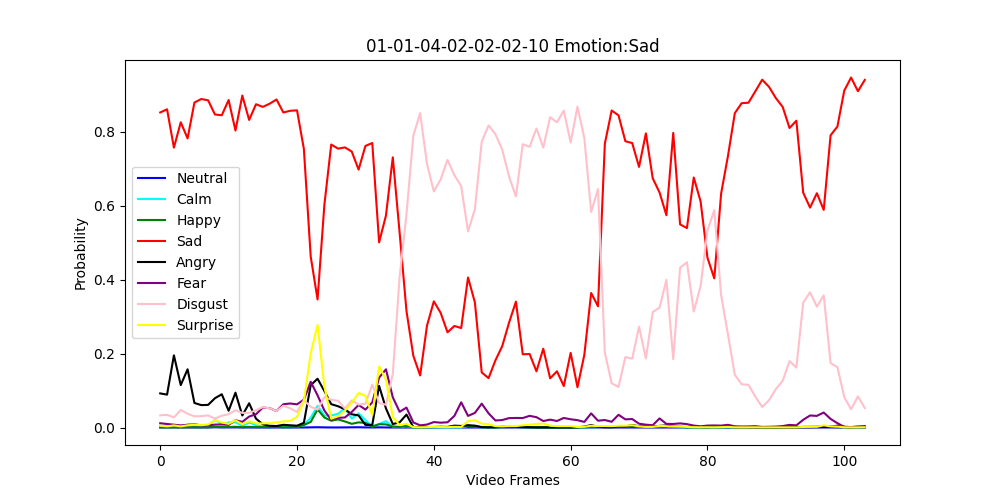 01-01-04-02-02-02-10 Emotion:Sad
Probability
0.8
0.6
0.4
0.2
0.0
Neutral
Calm
Happy
Sad
Angry
Fear
Disgust
Surprise
0 20 40 60 80 100
Video Frames